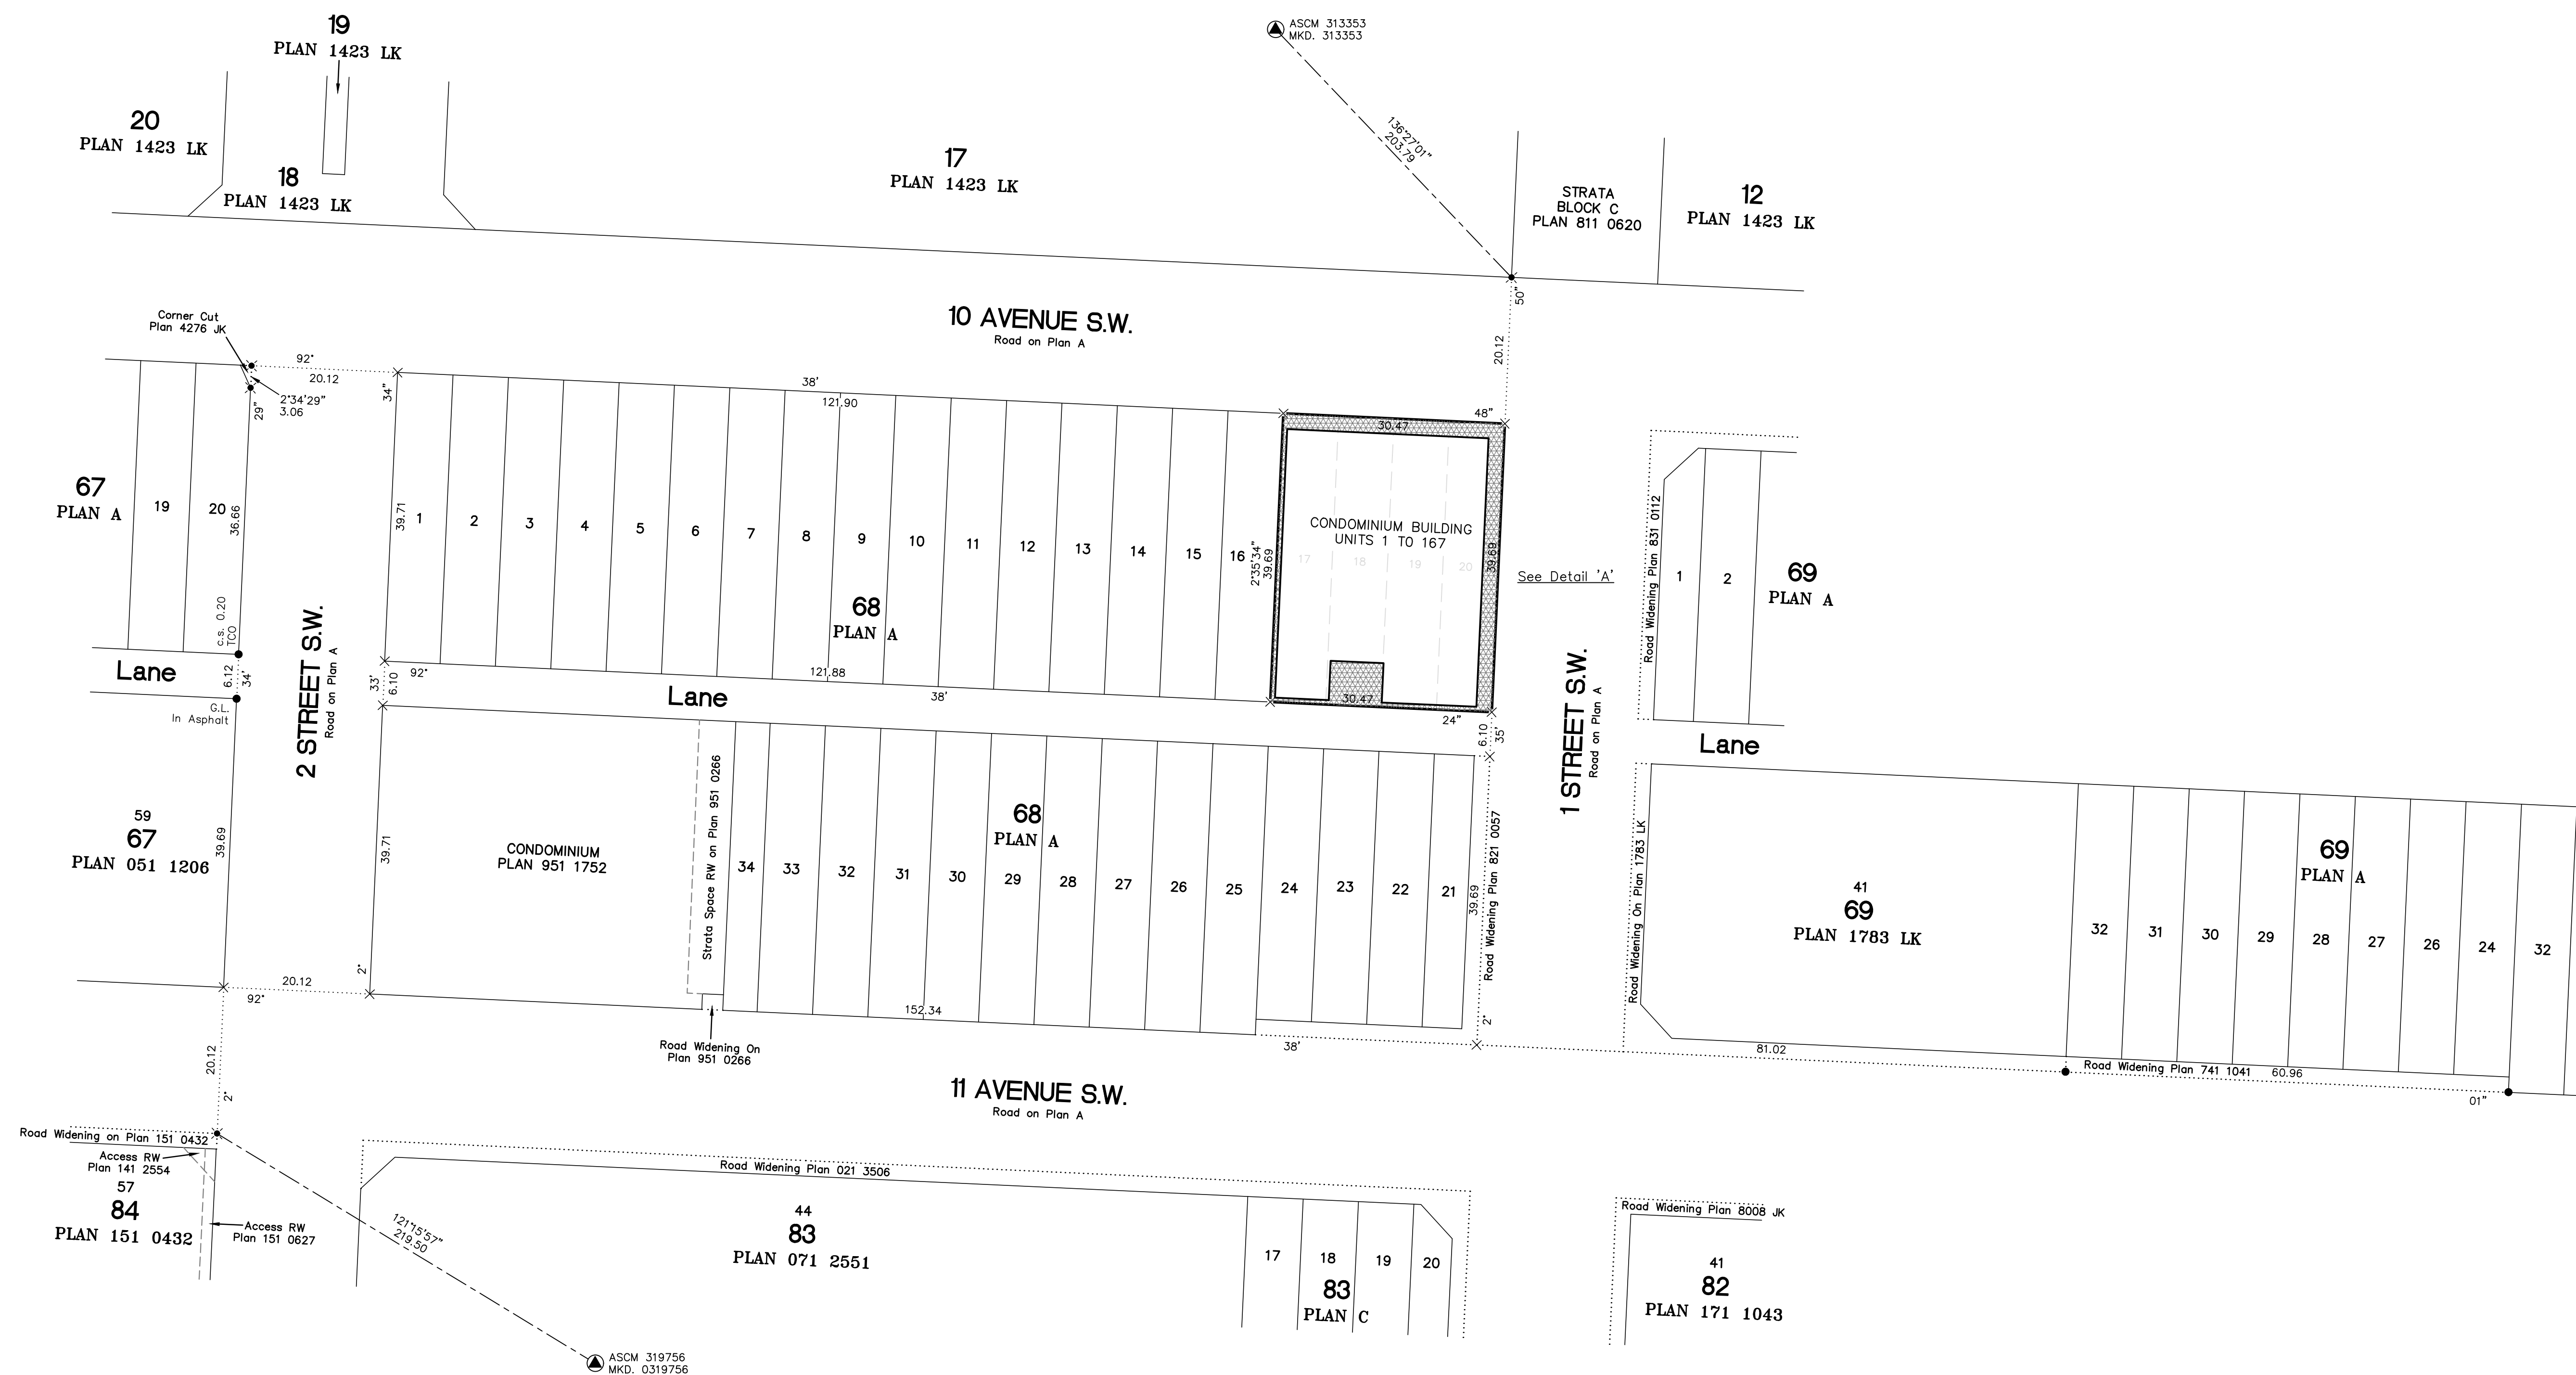 19
PLAN 1423 LK
20
PLAN 1423 LK
18
PLAN 1423 LK
17
PLAN 1423 LK
ASCM 313353
MKD. 313353
136°27'01"
203.79
STRATA
BLOCK C
PLAN 811 0620
12
PLAN 1423 LK
50"
20.12
10 AVENUE S.W.
Road on Plan A
Corner Cut
Plan 4276 JK
92°
20.12
2°34'29"
3.06
29"
34"
38'
121.90
48"
30.47
67
PLAN A
19
20
36.66
c.s. 0.20
TCO
39.71
1
2
3
4
5
6
7
8
9
10
11
12
13
14
15
16
68
PLAN A
2°35'34"
39.69
CONDOMINIUM BUILDING
UNITS 1 TO 167
17
18
19
20
39.69
30.47
24"
See Detail 'A'
Road Widening Plan 831 0112
1
2
69
PLAN A
Lane
6.12
34'
G.L.
In Asphalt
2 STREET S.W.
Road on Plan A
33'
6.10
92°
121.88
38'
Lane
6.10
35'
1 STREET S.W.
Road on Plan A
Lane
59
67
PLAN 051 1206
39.69
39.71
CONDOMINIUM
PLAN 951 1752
Strata Space RW on Plan 951 0266
34
33
32
31
30
29
28
27
26
25
24
23
22
21
68
PLAN A
39.69
Road Widening Plan 821 0057
2°
Road Widening On Plan 1783 LK
41
69
PLAN 1783 LK
32
31
30
29
28
27
26
24
32
69
PLAN A
2°
20.12
92°
152.34
38'
81.02
Road Widening Plan 741 1041
60.96
01"
Road Widening On
Plan 951 0266
20.12
2°
11 AVENUE S.W.
Road on Plan A
Road Widening on Plan 151 0432
Access RW
Plan 141 2554
57
84
PLAN 151 0432
Access RW
Plan 151 0627
121°15'57"
219.50
Road Widening Plan 021 3506
44
83
PLAN 071 2551
17
18
19
20
83
PLAN C
Road Widening Plan 8008 JK
41
82
PLAN 171 1043
ASCM 319756
MKD. 0319756